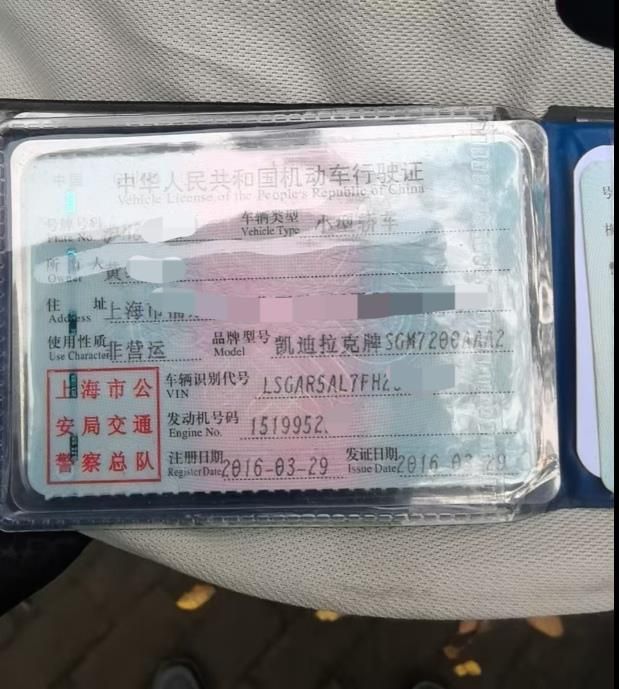 中华人民共和国机动车行驶证
Vehicle License of the People's Republic of China
号牌号码 Plate No. 车辆类型 Vehicle Type 小型轿车
所有人 Owner 黄
住址 Address 上海市
使用性质 Use Character 非营运 品牌型号 Model 凯迪拉克牌SGM7200AAA2
车辆识别代号 VIN LSGAR5AL7FH2
发动机号码 Engine No. 1519952
注册日期 Register Date 2016-03-29 发证日期 Issue Date 2016-03-29
上海市公
安局交通
警察总队